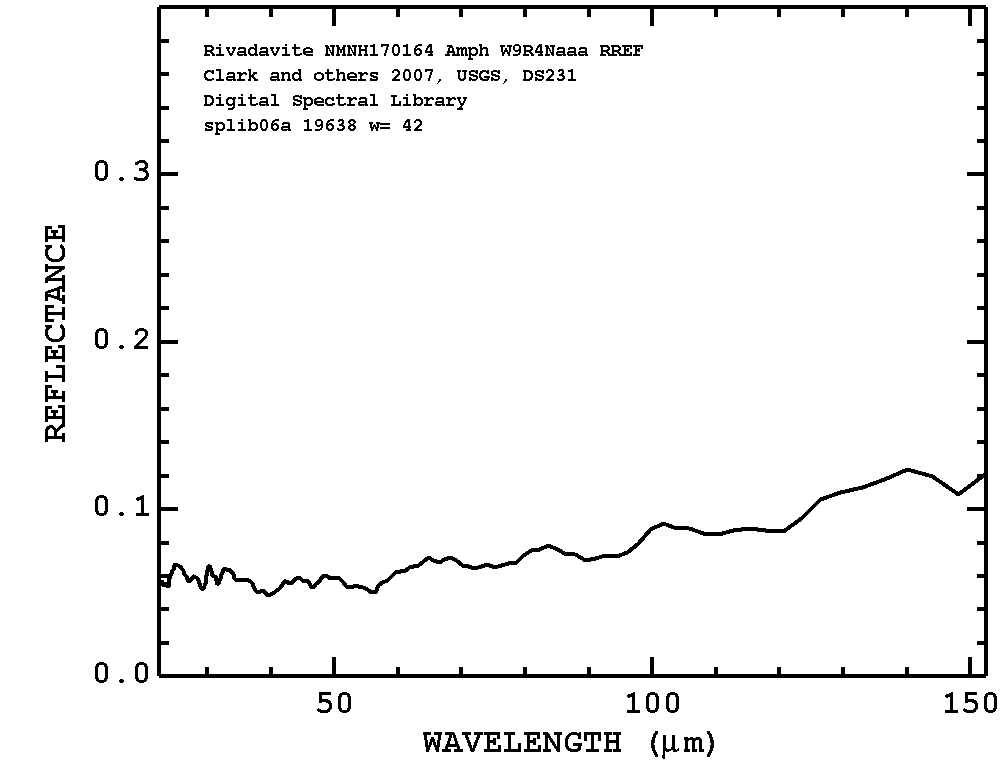 Rivadavite NMNH170164 Amph W9R4Naaa RREF
Clark and others 2007, USGS, DS231
Digital Spectral Library
splib06a 19638 w= 42
0.3
0.2
0.1
0.0
REFLECTANCE
50
100
150
WAVELENGTH (μm)